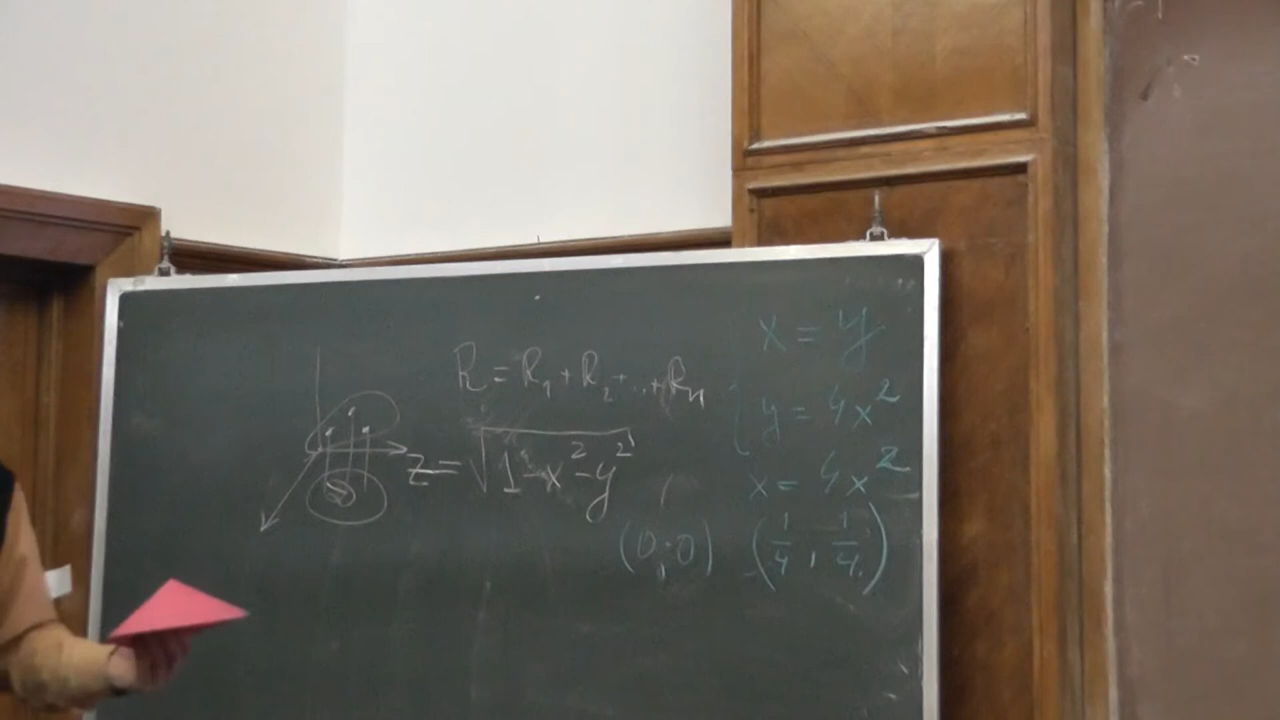 R = R₁ + R₂ + ... + Rₙ
z = √(1 - x² - y²)
x = y
{ y = 4x²
x = 4x²
(0; 0) (1/4, 1/4)